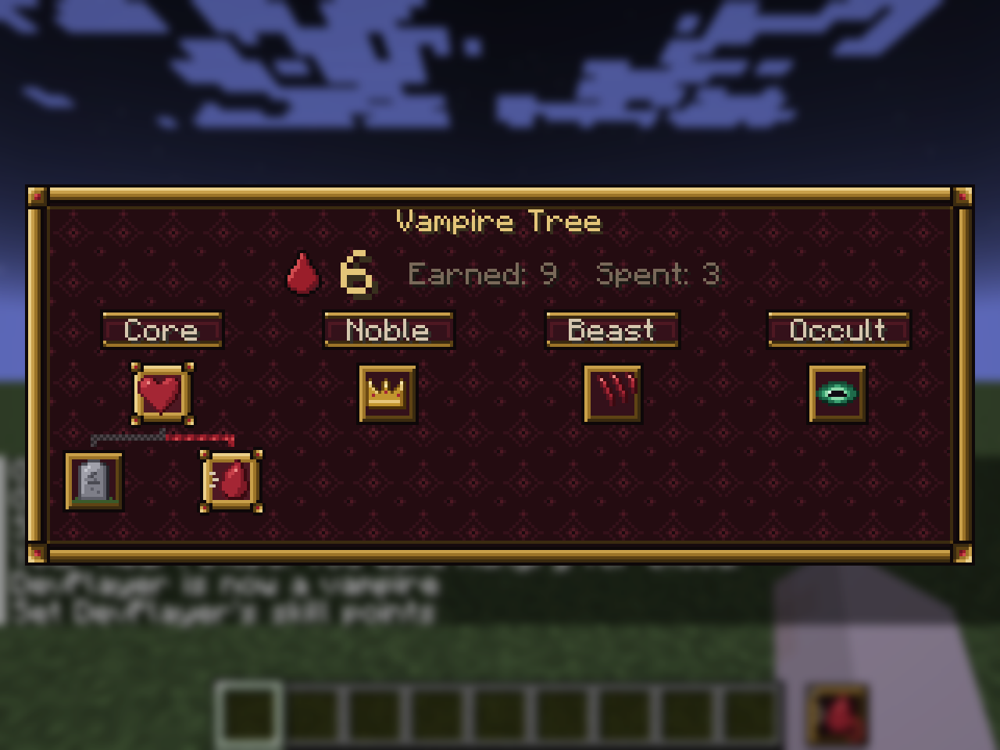 Vampire Tree
6 Earned: 9 Spent: 3
Core Noble Beast Occult
DevPlayer is now a vampire
Set DevPlayer's skill points